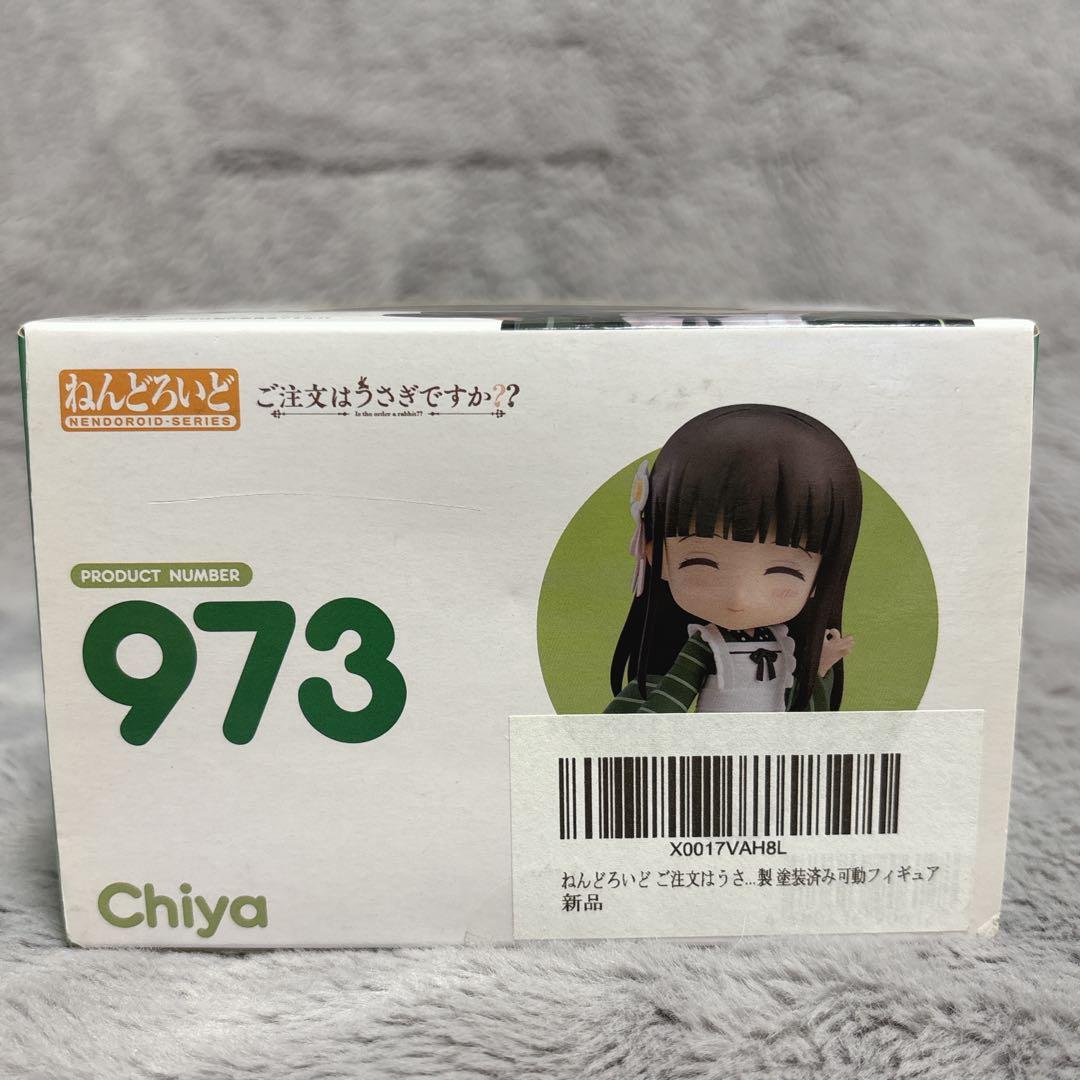 ねんどろいど
NENDOROID-SERIES
ご注文はうさぎですか??
Is the order a rabbit??
PRODUCT NUMBER
973
Chiya
X0017VAH8L
ねんどろいど ご注文はうさ...製 塗装済み可動フィギュア
新品